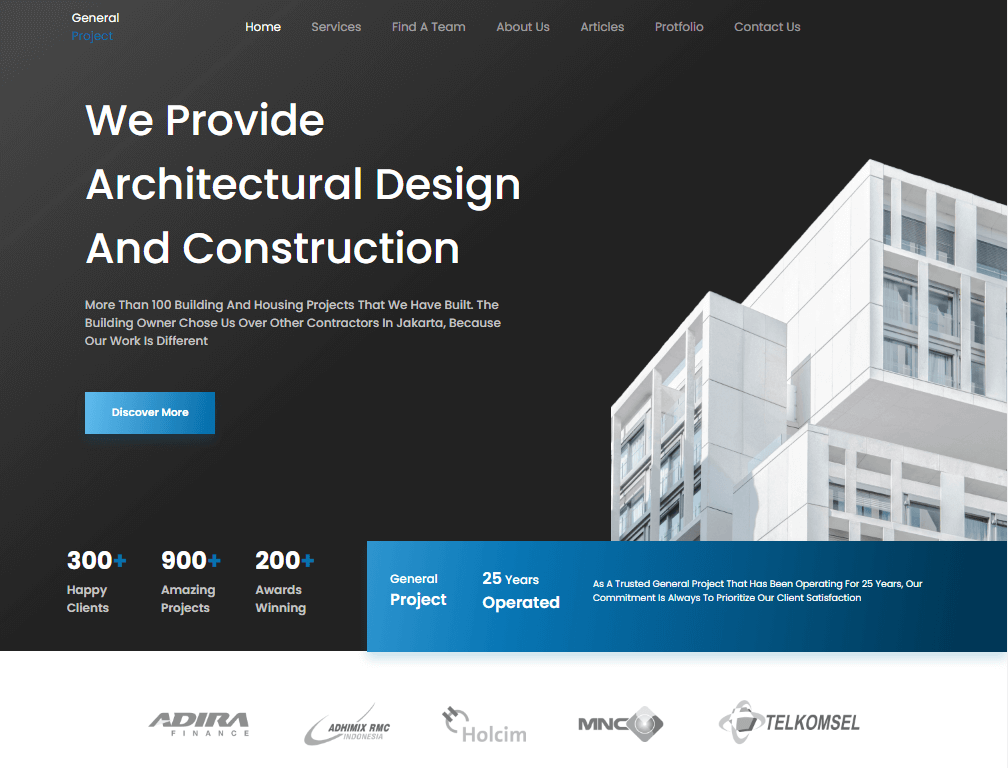 General
Project
Home Services Find A Team About Us Articles Protfolio Contact Us
We Provide
Architectural Design
And Construction
More Than 100 Building And Housing Projects That We Have Built. The
Building Owner Chose Us Over Other Contractors In Jakarta, Because
Our Work Is Different
Discover More
300+
Happy
Clients
900+
Amazing
Projects
200+
Awards
Winning
General
Project
25 Years
Operated
As A Trusted General Project That Has Been Operating For 25 Years, Our
Commitment Is Always To Prioritize Our Client Satisfaction
ADIRA
FINANCE
ADHIMIX RMC
INDONESIA
Holcim
MNC
TELKOMSEL